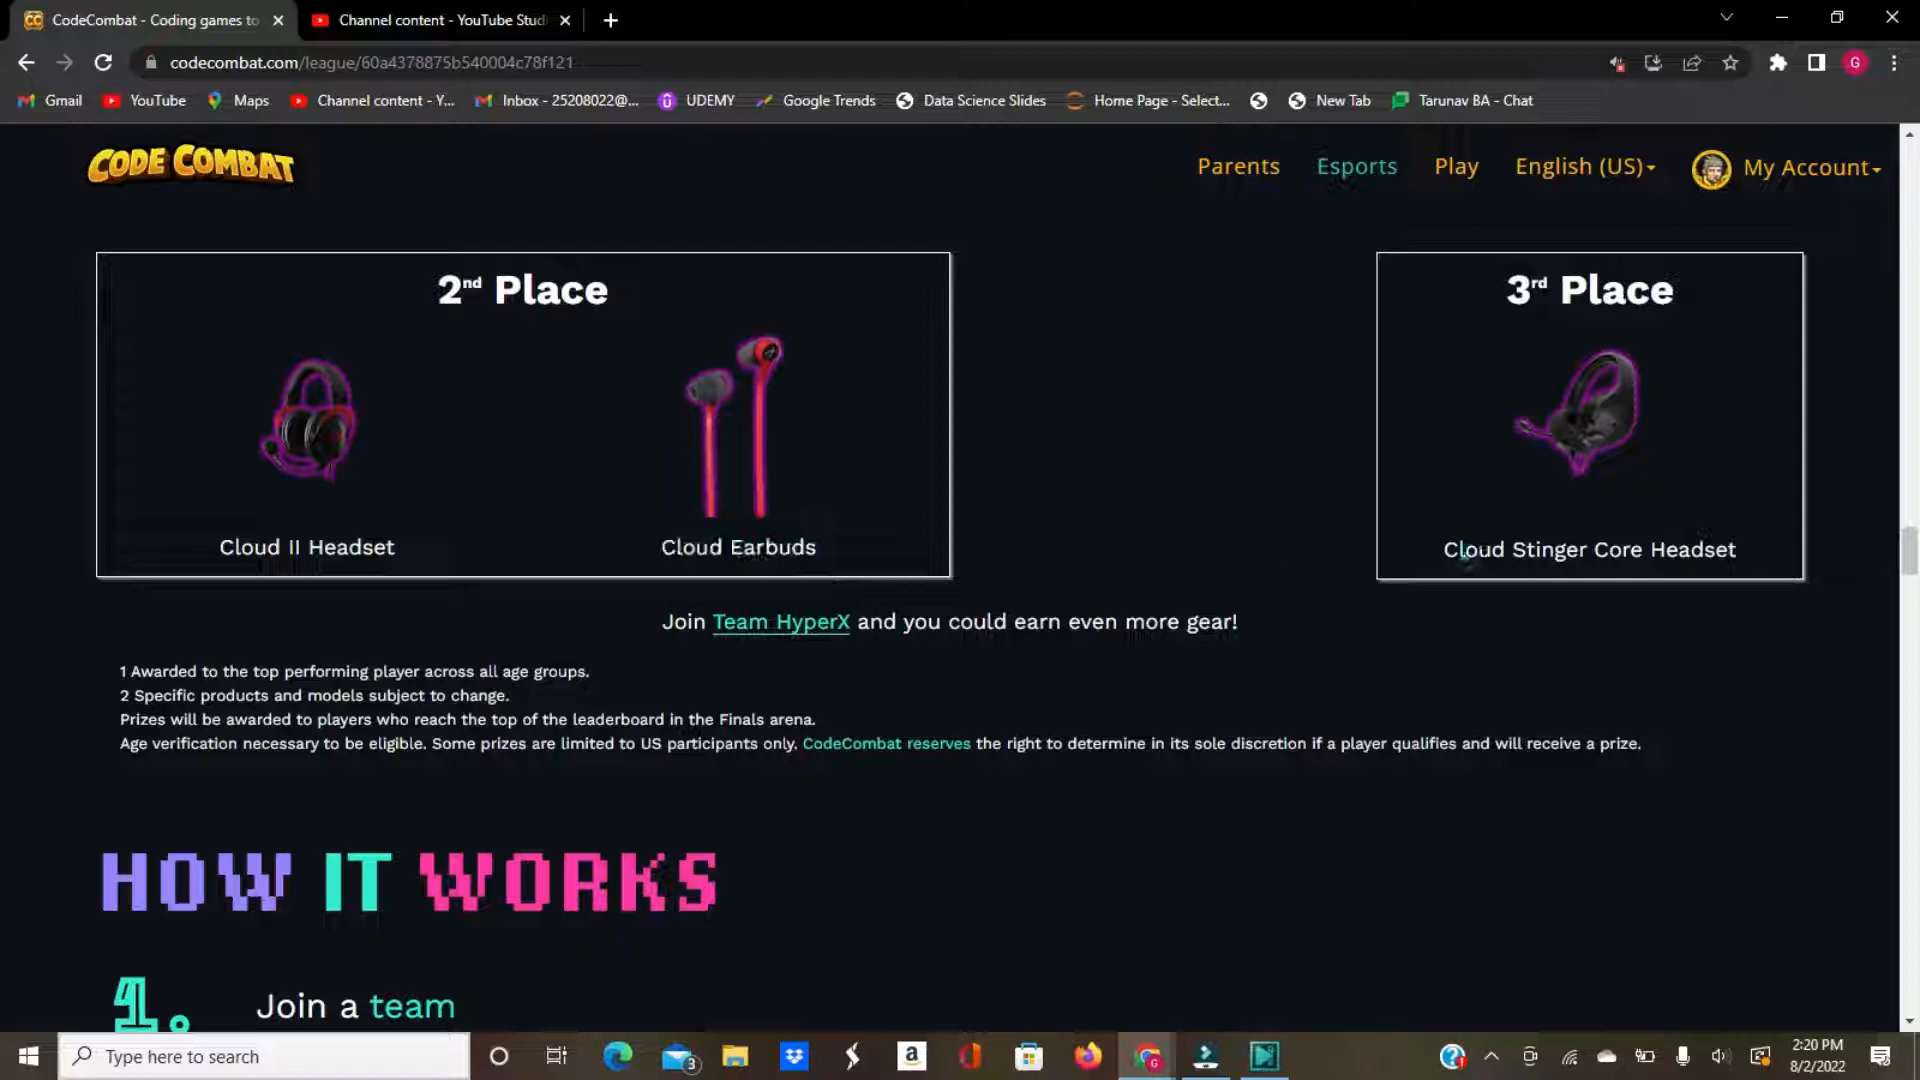 CodeCombat - Coding games to
Channel content - YouTube Stud
codecombat.com/league/60a4378875b540004c78f121
G
Gmail
YouTube
Maps
Channel content - Y...
Inbox - 25208022@...
UDEMY
Google Trends
Data Science Slides
Home Page - Select...
New Tab
Tarunav BA - Chat
CODE COMBAT
Parents
Esports
Play
English (US)
My Account
2nd Place
3rd Place
Cloud II Headset
Cloud Earbuds
Cloud Stinger Core Headset
Join Team HyperX and you could earn even more gear!
1 Awarded to the top performing player across all age groups.
2 Specific products and models subject to change.
Prizes will be awarded to players who reach the top of the leaderboard in the Finals arena.
Age verification necessary to be eligible. Some prizes are limited to US participants only. CodeCombat reserves the right to determine in its sole discretion if a player qualifies and will receive a prize.
HOW IT WORKS
1. Join a team
Type here to search
3
2:20 PM
8/2/2022